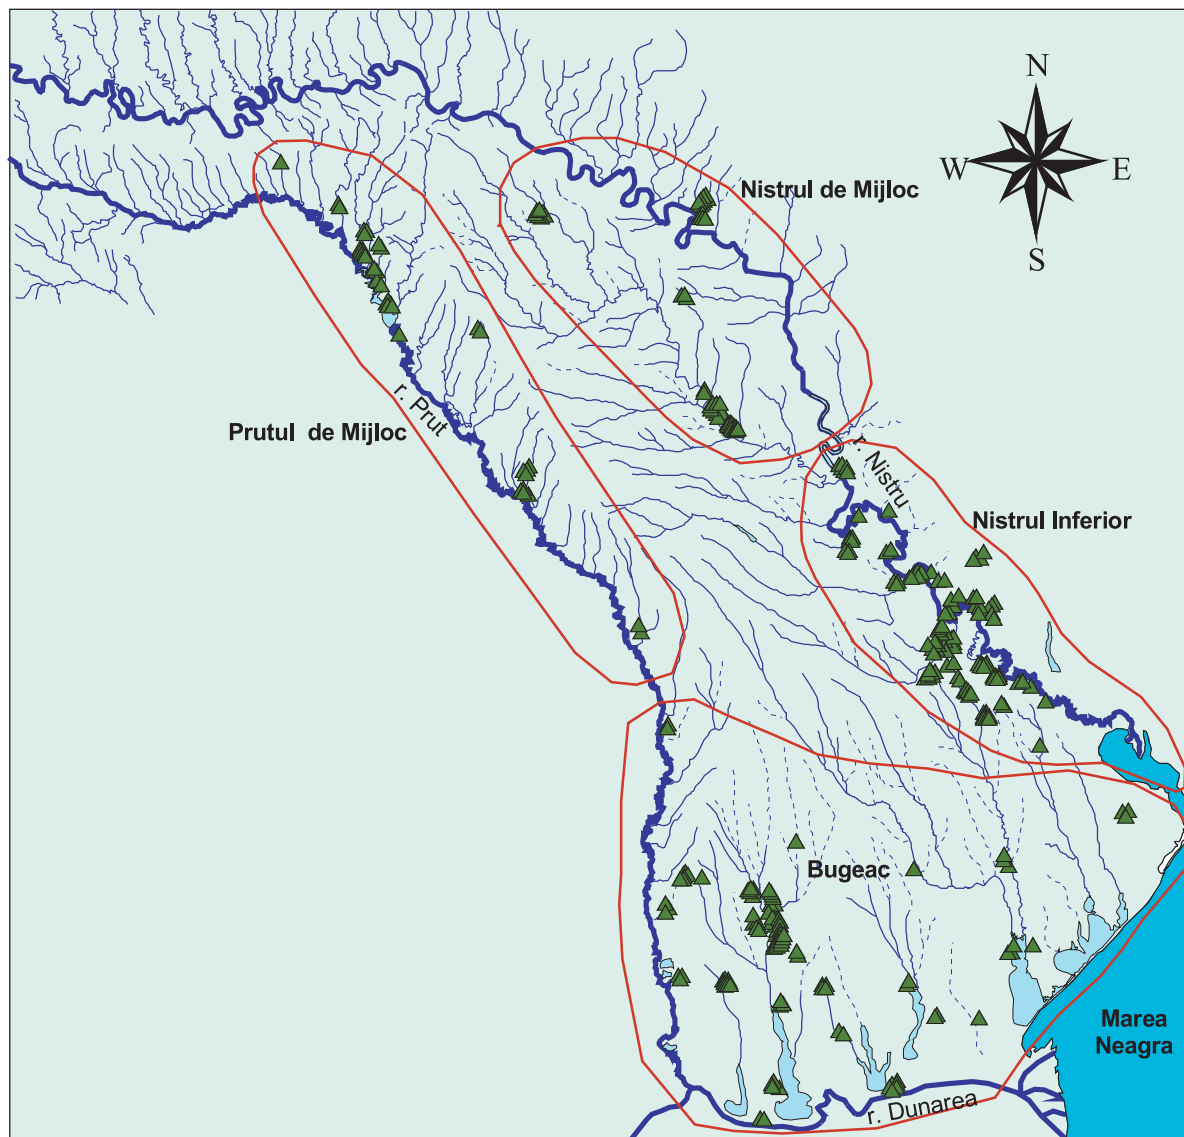 N
W
E
S
Nistrul de Mijloc
r. Prut
Prutul de Mijloc
r. Nistru
Nistrul Inferior
Bugeac
Marea
Neagra
r. Dunarea